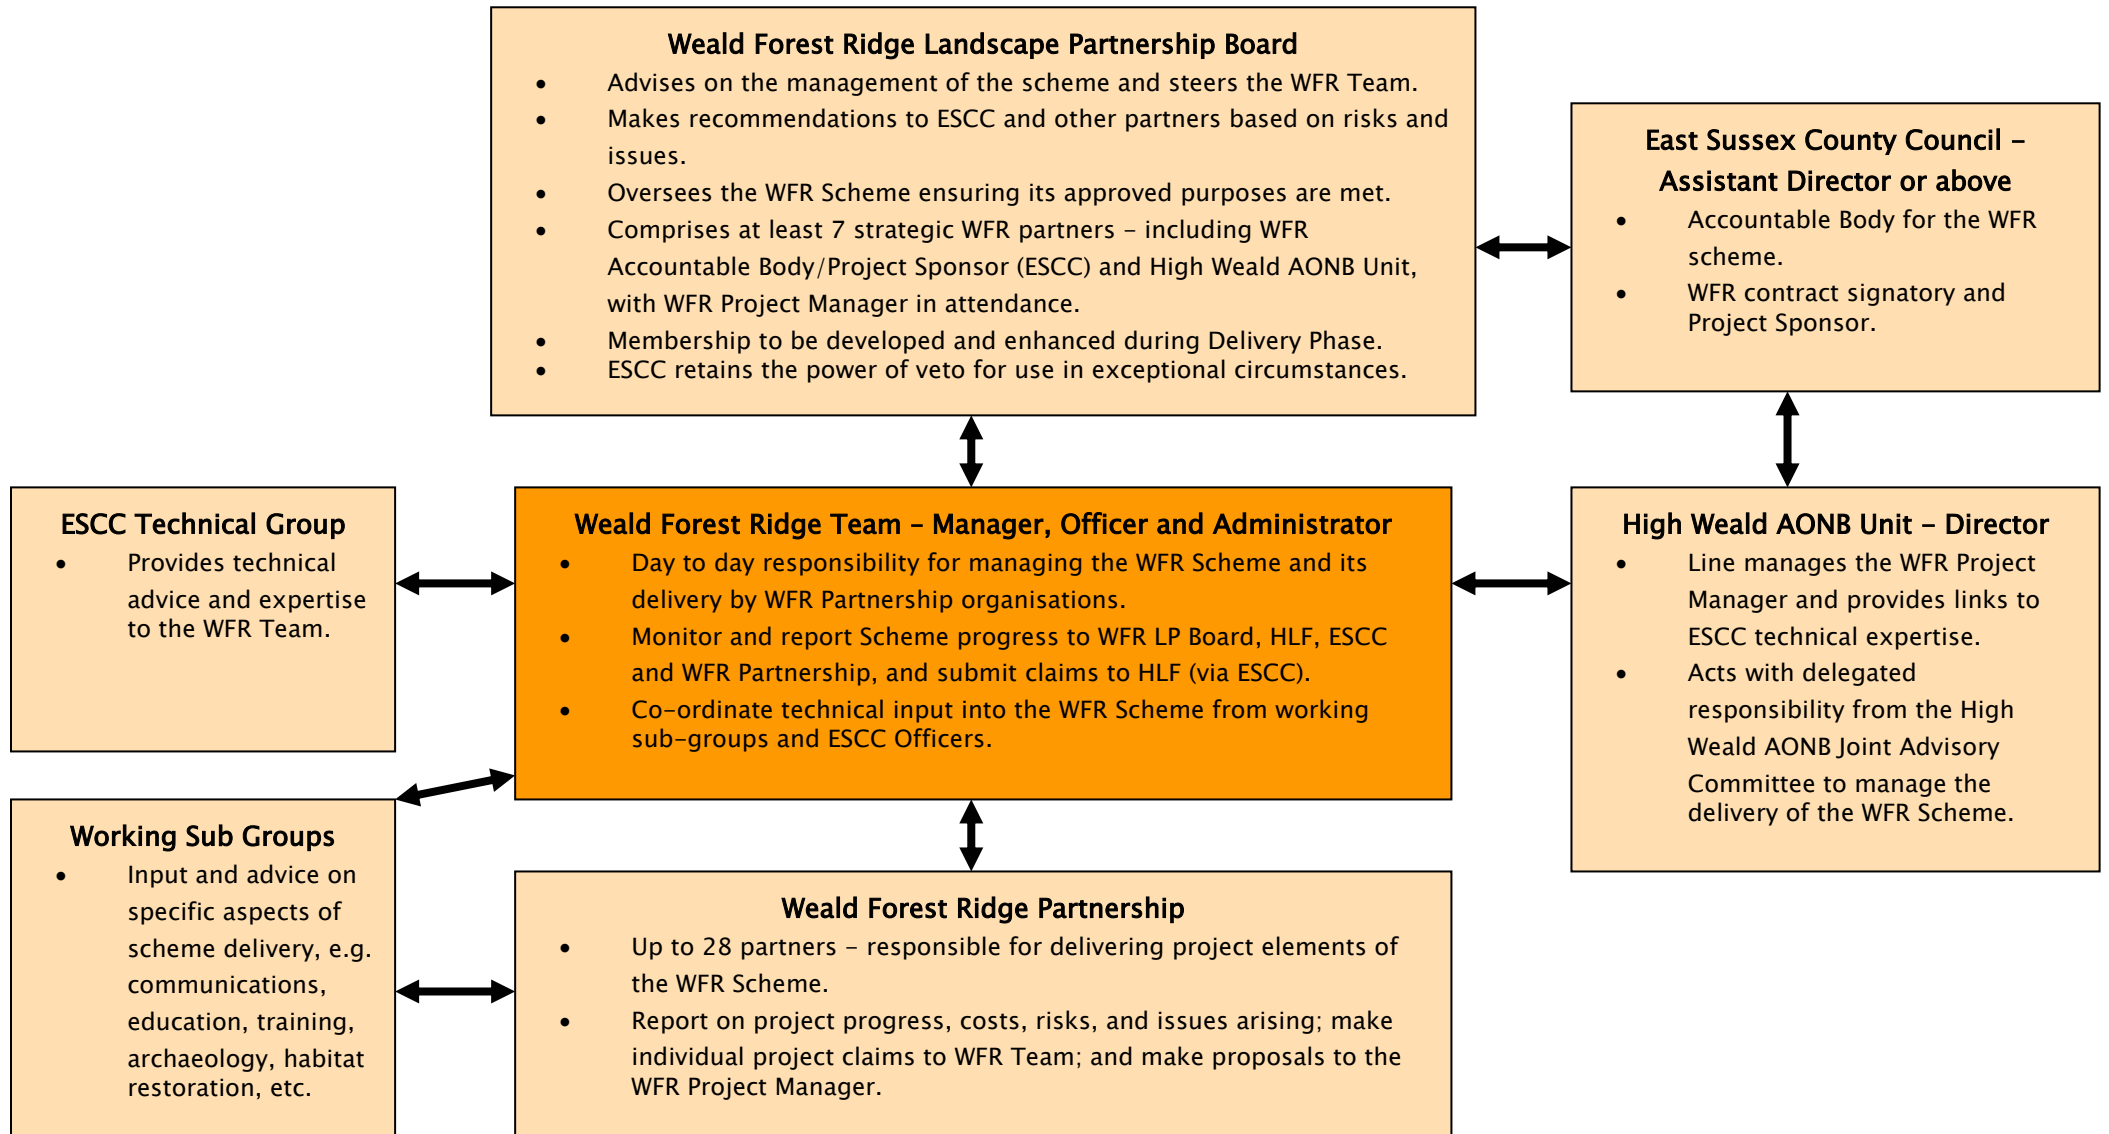 Weald Forest Ridge Landscape Partnership Board
• Advises on the management of the scheme and steers the WFR Team.
• Makes recommendations to ESCC and other partners based on risks and
issues.
• Oversees the WFR Scheme ensuring its approved purposes are met.
• Comprises at least 7 strategic WFR partners – including WFR
Accountable Body/Project Sponsor (ESCC) and High Weald AONB Unit,
with WFR Project Manager in attendance.
• Membership to be developed and enhanced during Delivery Phase.
• ESCC retains the power of veto for use in exceptional circumstances.
East Sussex County Council –
Assistant Director or above
• Accountable Body for the WFR
scheme.
• WFR contract signatory and
Project Sponsor.
ESCC Technical Group
• Provides technical
advice and expertise
to the WFR Team.
Weald Forest Ridge Team – Manager, Officer and Administrator
• Day to day responsibility for managing the WFR Scheme and its
delivery by WFR Partnership organisations.
• Monitor and report Scheme progress to WFR LP Board, HLF, ESCC
and WFR Partnership, and submit claims to HLF (via ESCC).
• Co-ordinate technical input into the WFR Scheme from working
sub-groups and ESCC Officers.
High Weald AONB Unit – Director
• Line manages the WFR Project
Manager and provides links to
ESCC technical expertise.
• Acts with delegated
responsibility from the High
Weald AONB Joint Advisory
Committee to manage the
delivery of the WFR Scheme.
Working Sub Groups
• Input and advice on
specific aspects of
scheme delivery, e.g.
communications,
education, training,
archaeology, habitat
restoration, etc.
Weald Forest Ridge Partnership
• Up to 28 partners – responsible for delivering project elements of
the WFR Scheme.
• Report on project progress, costs, risks, and issues arising; make
individual project claims to WFR Team; and make proposals to the
WFR Project Manager.